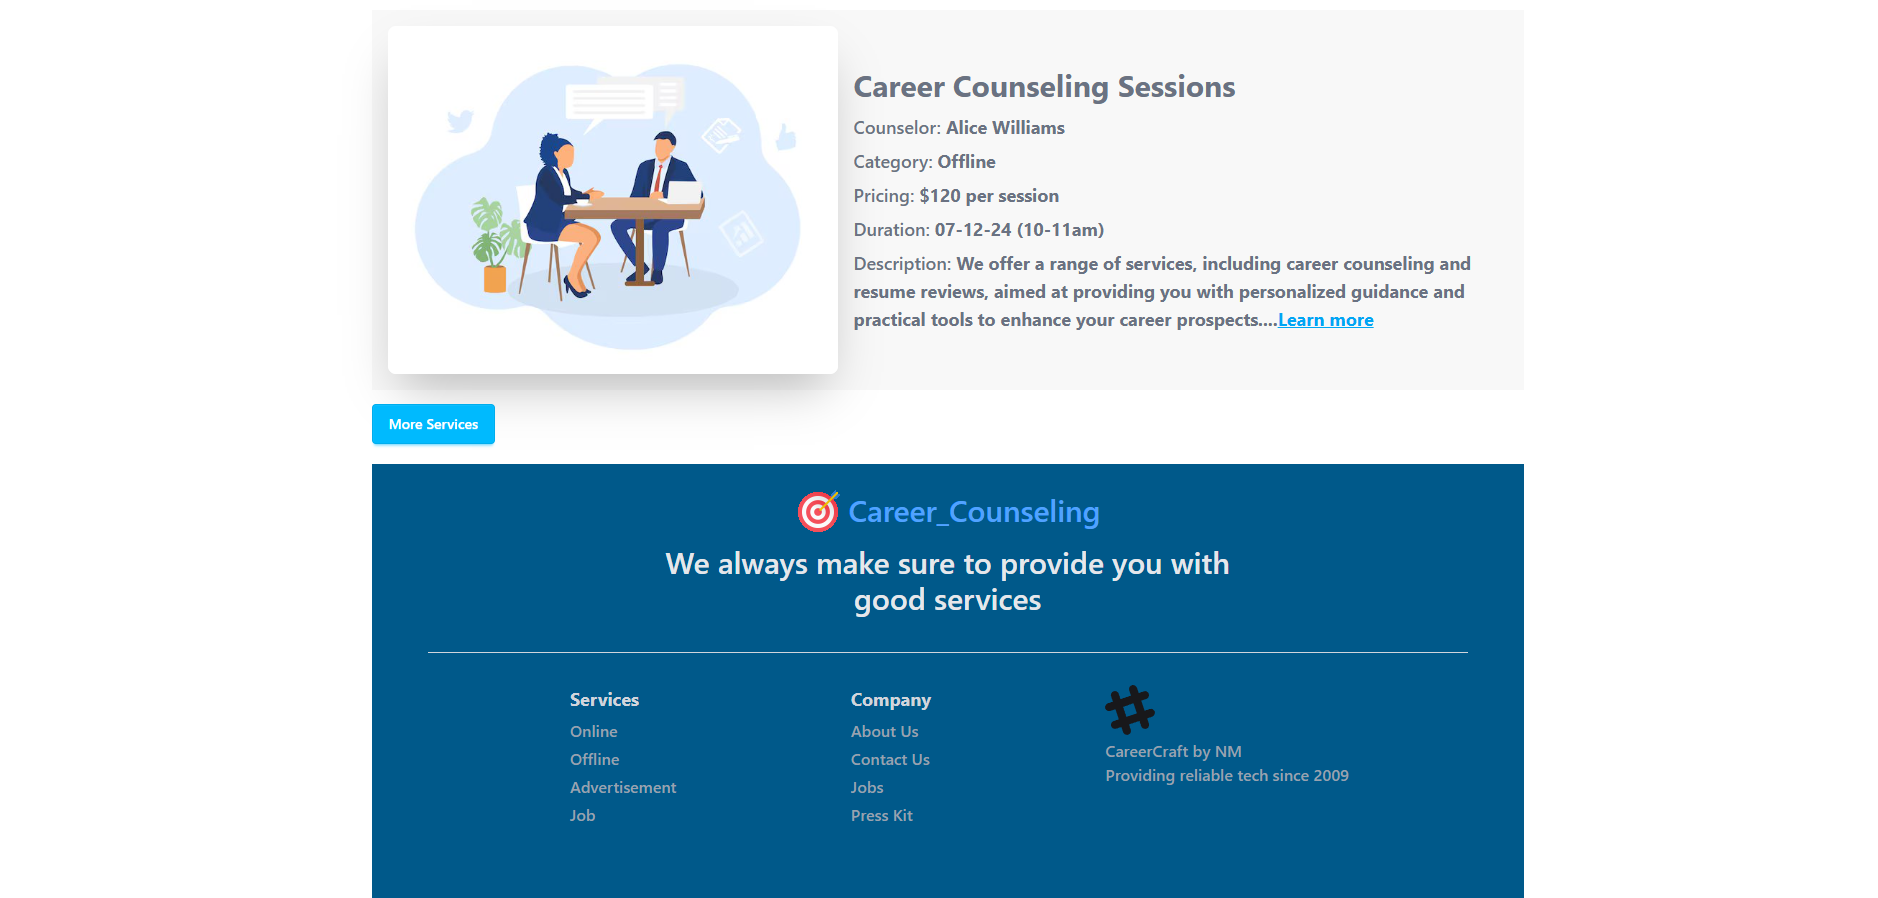 Career Counseling Sessions
Counselor: Alice Williams
Category: Offline
Pricing: $120 per session
Duration: 07-12-24 (10-11am)
Description: We offer a range of services, including career counseling and
resume reviews, aimed at providing you with personalized guidance and
practical tools to enhance your career prospects....Learn more
More Services
Career_Counseling
We always make sure to provide you with
good services
Services
Online
Offline
Advertisement
Job
Company
About Us
Contact Us
Jobs
Press Kit
CareerCraft by NM
Providing reliable tech since 2009